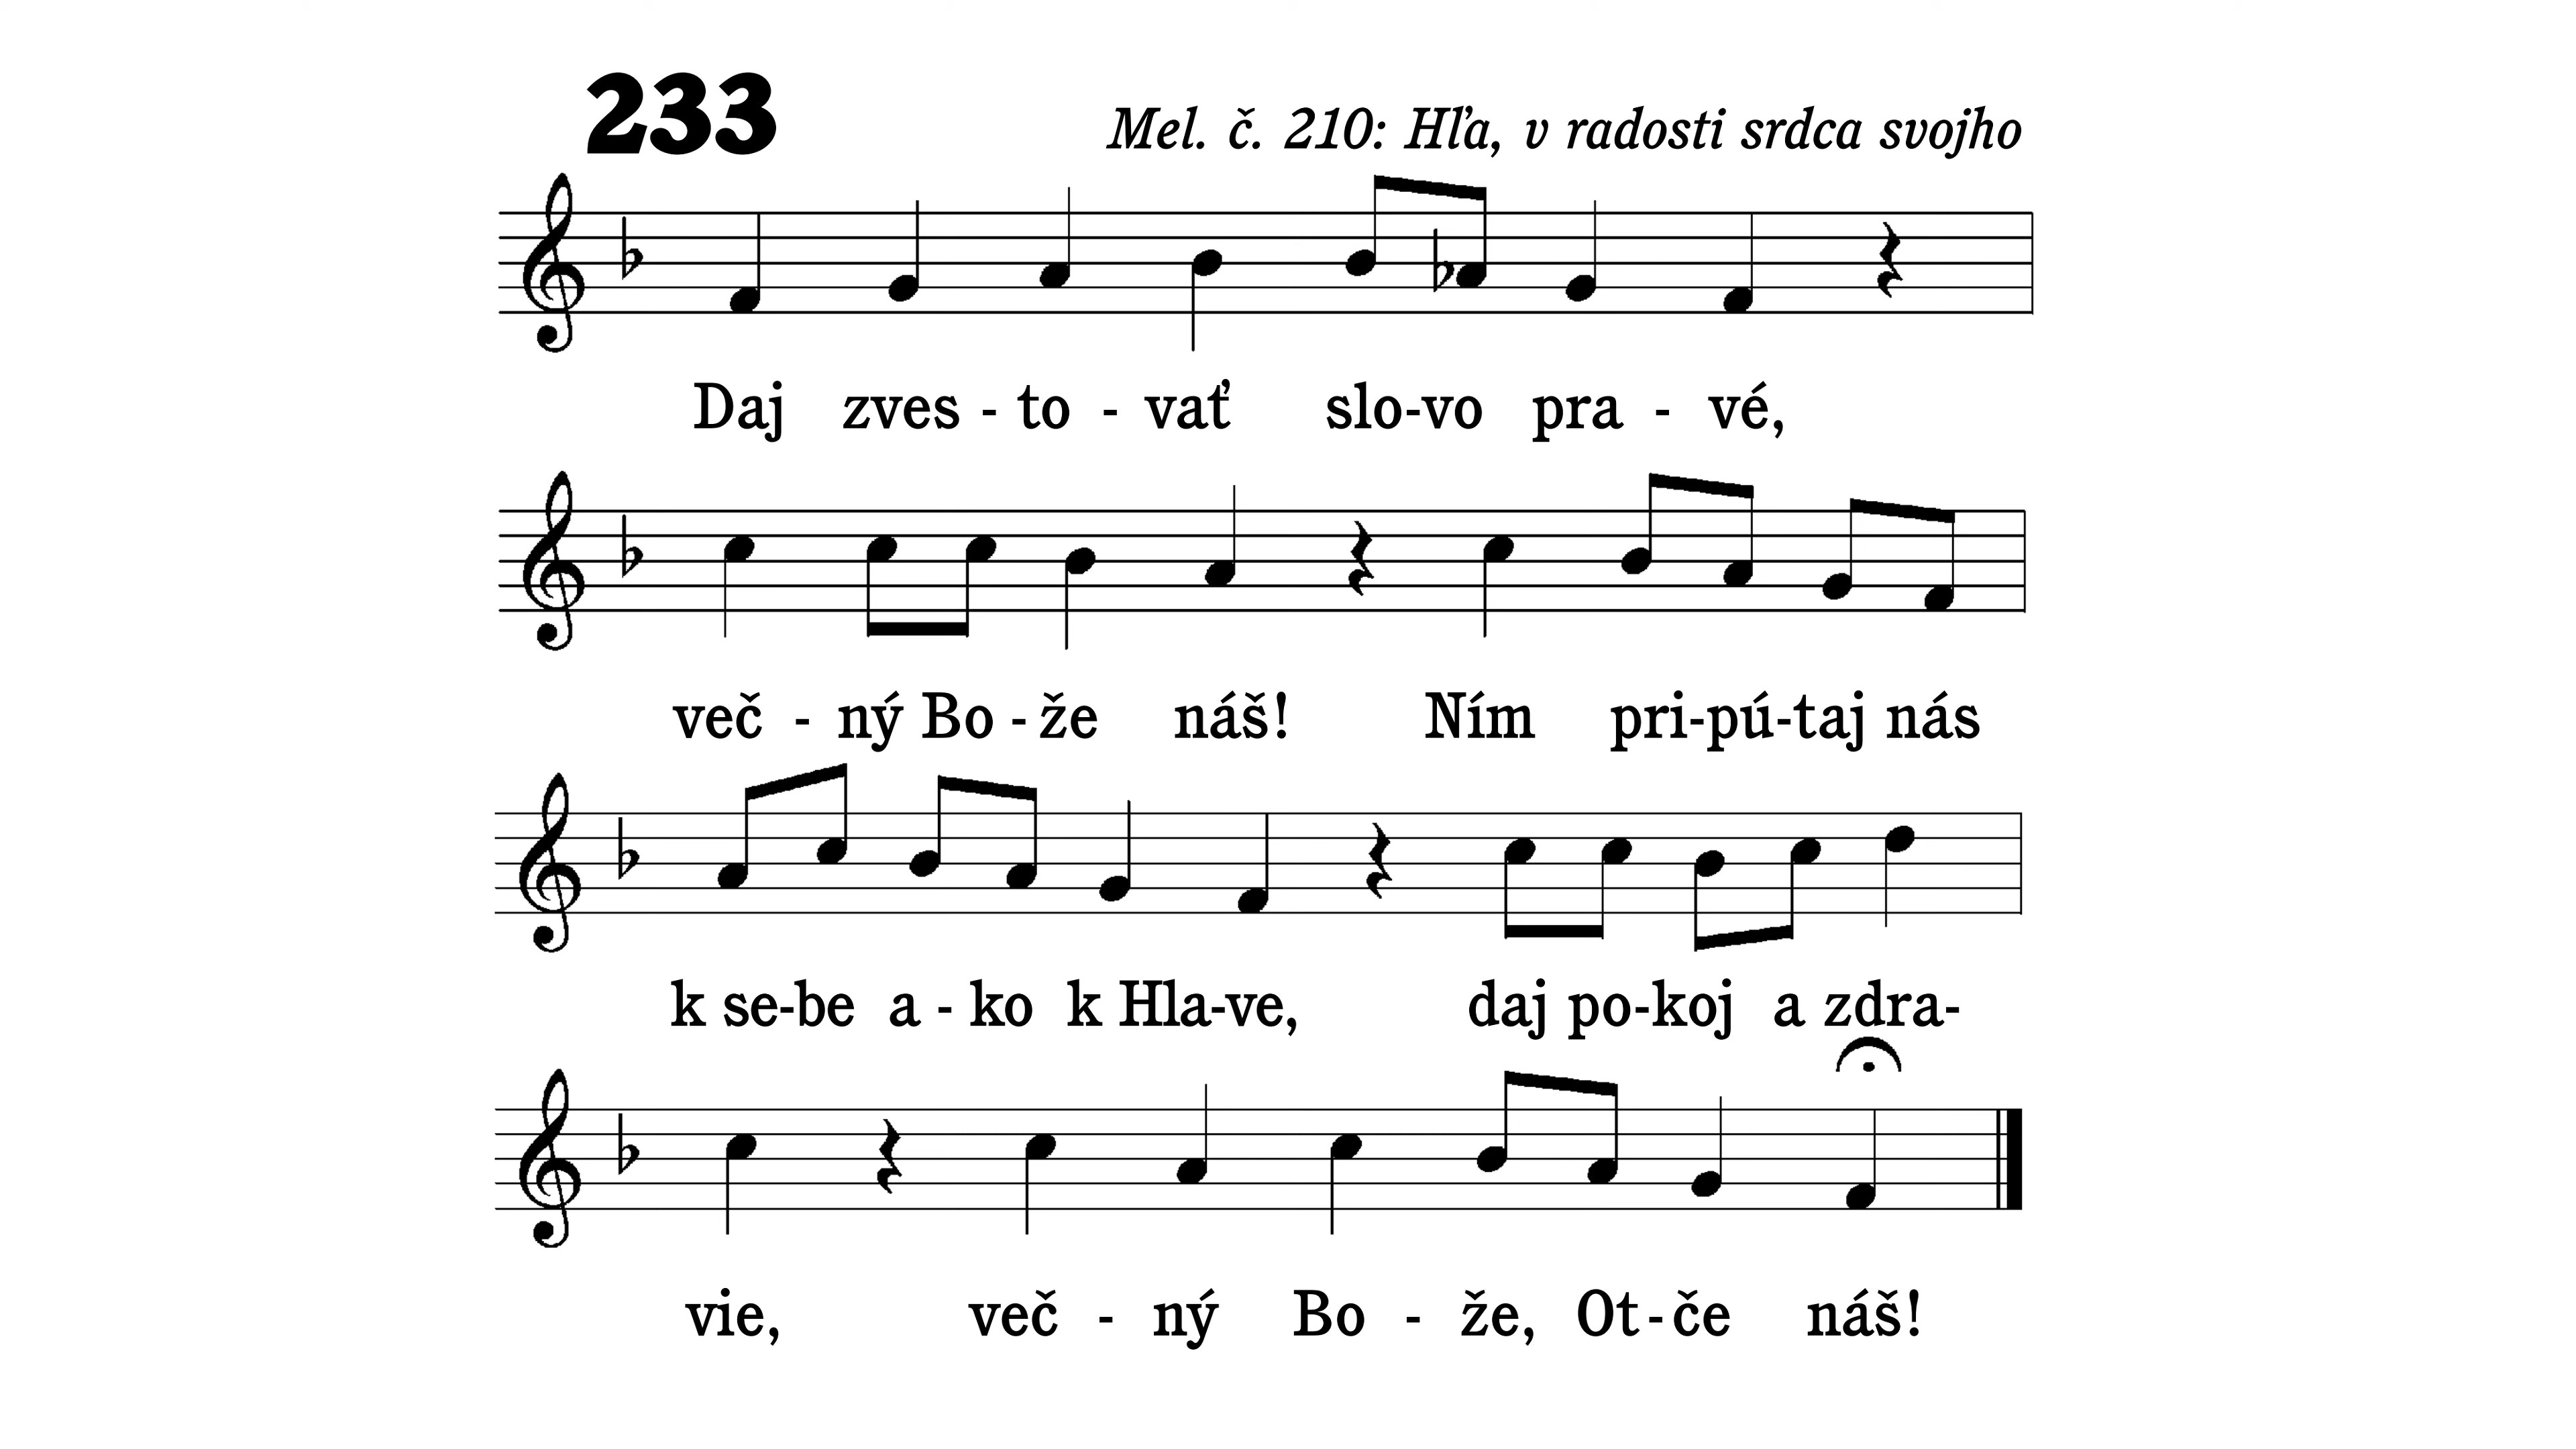 233
Mel. č. 210: Hľa, v radosti srdca svojho
Daj zves - to - vať slo-vo pra - vé,
več - ný Bo - že náš! Ním pri-pú-taj nás
k se-be a - ko k Hla-ve, daj po-koj a zdra-
vie, več - ný Bo - že, Ot - če náš!